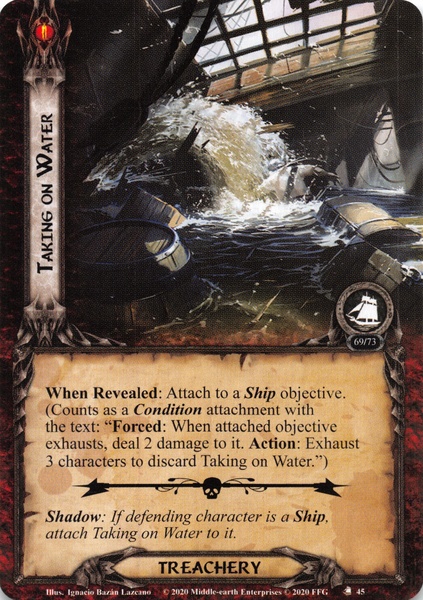 TAKING ON WATER
69/73
When Revealed: Attach to a Ship objective.
(Counts as a Condition attachment with
the text: “Forced: When attached objective
exhausts, deal 2 damage to it. Action: Exhaust
3 characters to discard Taking on Water.”)
Shadow: If defending character is a Ship,
attach Taking on Water to it.
TREACHERY
Illus. Ignacio Bazán Lazcano © 2020 Middle-earth Enterprises © 2020 FFG 45